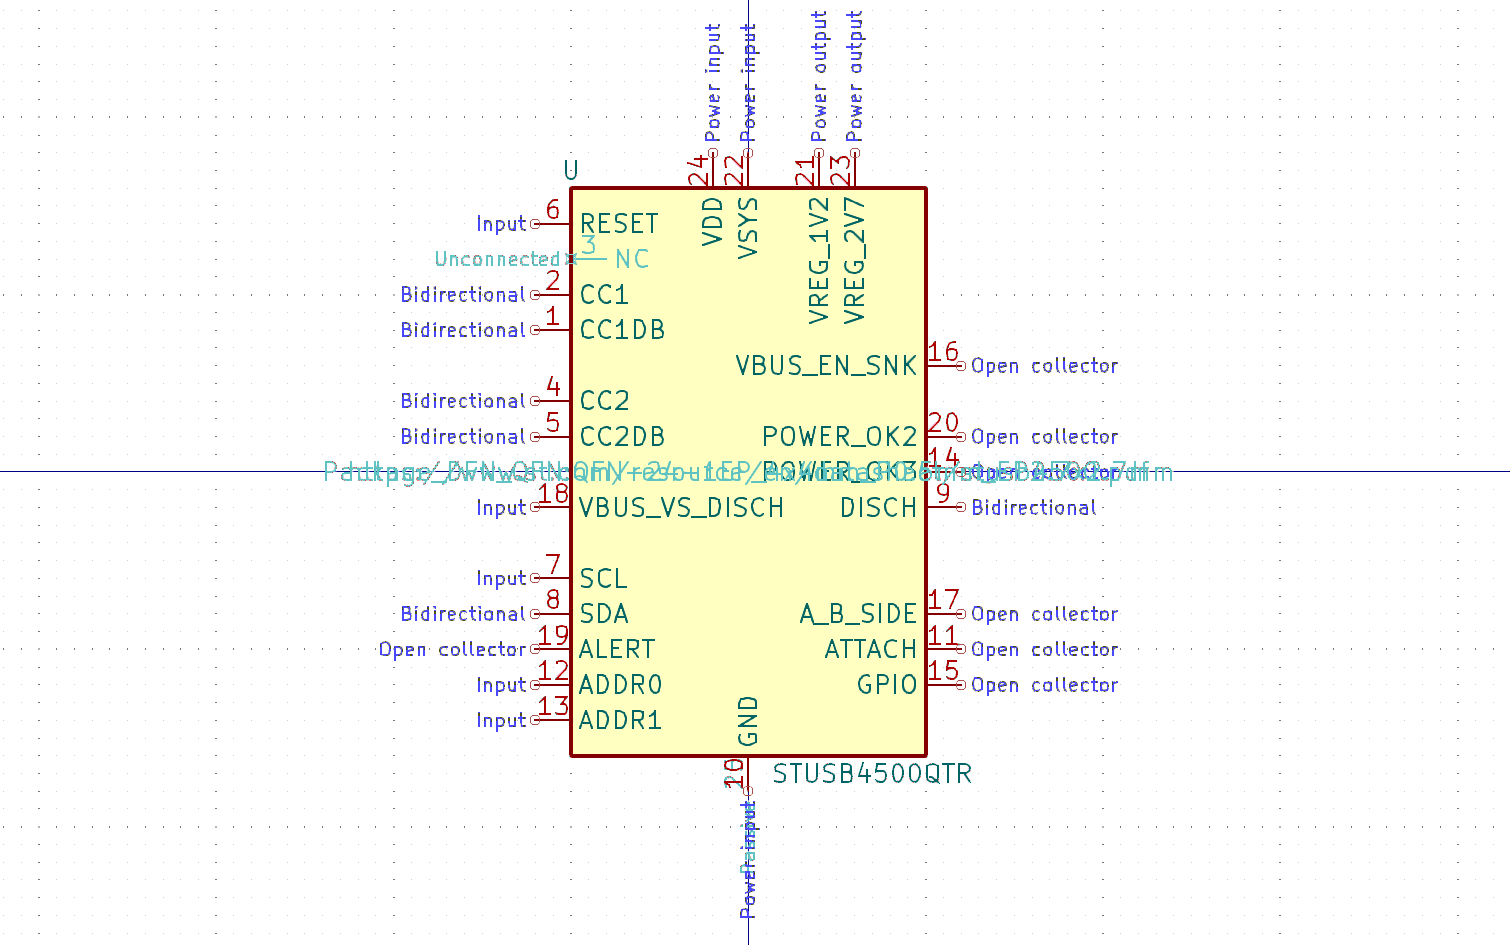 Power input
Power input
Power output
Power output
24
22
21
23
U
VDD
VSYS
VREG_1V2
VREG_2V7
Input 6 RESET
Unconnected 3 NC
Bidirectional 2 CC1
Bidirectional 1 CC1DB
VBUS_EN_SNK 16 Open collector
Bidirectional 4 CC2
Bidirectional 5 CC2DB
POWER_OK2 20 Open collector
POWER_OK3 14 Open collector
Input 18 VBUS_VS_DISCH
DISCH 9 Bidirectional
Input 7 SCL
Bidirectional 8 SDA
A_B_SIDE 17 Open collector
Open collector 19 ALERT
ATTACH 11 Open collector
Input 12 ADDR0
GPIO 15 Open collector
Input 13 ADDR1
GND
10
STUSB4500QTR
Power input